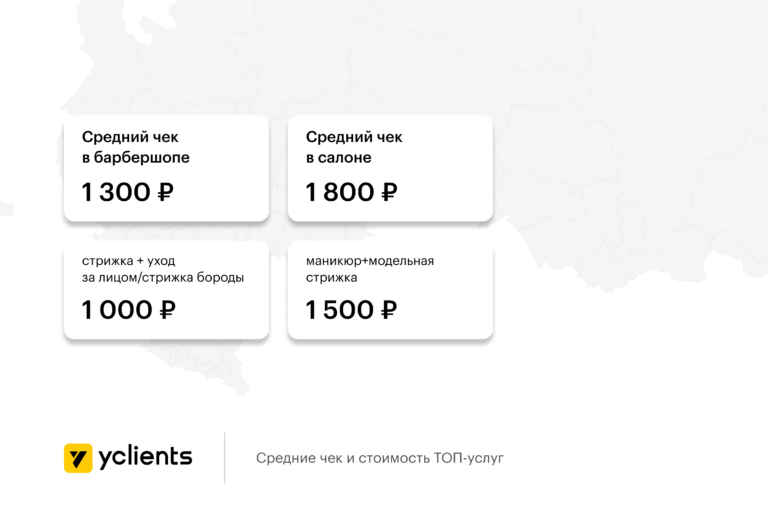 Средний чек
в барбершопе
1 300 ₽
Средний чек
в салоне
1 800 ₽
стрижка + уход
за лицом/стрижка бороды
1 000 ₽
маникюр+модельная
стрижка
1 500 ₽
yclients
Средние чек и стоимость ТОП-услуг